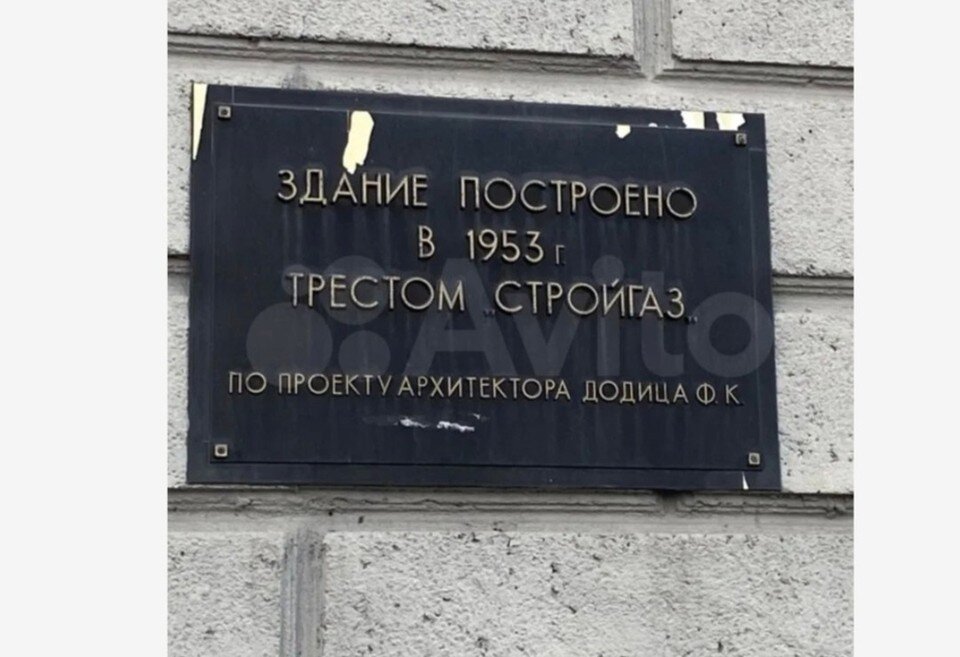 ЗДАНИЕ ПОСТРОЕНО
В 1953 г
ТРЕСТОМ „СТРОЙГАЗ„
ПО ПРОЕКТУ АРХИТЕКТОРА ДОДИЦА Ф. К.
Avito